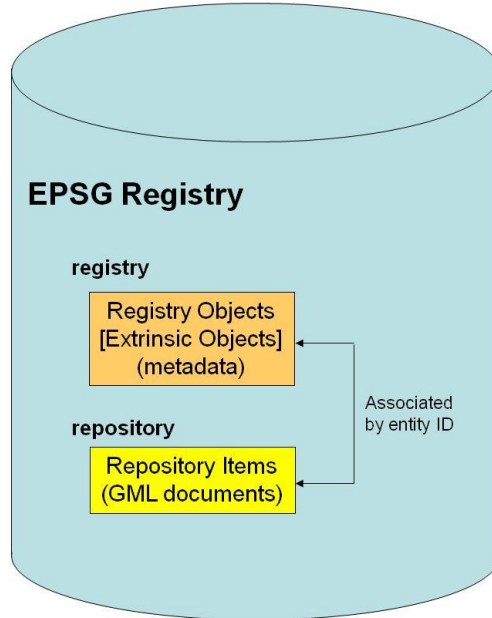 EPSG Registry
registry
Registry Objects
[Extrinsic Objects]
(metadata)
Associated
by entity ID
repository
Repository Items
(GML documents)